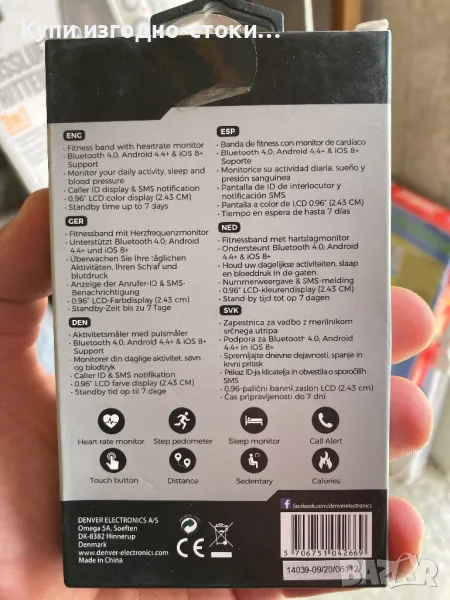 Купи изгодно-стоки...
ENG
• Fitness band with heartrate monitor
• Bluetooth 4.0, Android 4.4+ & iOS 8+
Support
• Monitor your daily activity, sleep and
blood pressure
• Caller ID display & SMS notification
• 0.96" LCD color display (2.43 cm)
• Standby time up to 7 days
GER
• Fitnessband mit Herzfrequenzmonitor
• Unterstützt Bluetooth 4.0; Android
4.4+ und iOS 8+
• Überwachen Sie Ihre :äglichen
Aktivitäten, Ihren Schlaf und
blutdruck
• Anzeige der Anrufer-ID & SMS-
Benachrichtigung
• 0.96" LCD-Farbdisplay (2.43 cm)
• Standby-Zeit bis zu 7 Tage
DEN
• Aktivitetsmåler med pulsmåler
• Bluetooth 4.0, Android 4.4+ & iOS 8+
Support
• Monitorer din daglige aktivitet, søvn
og blodtryk
• Caller ID & SMS notifikation
• 0.96" LCD farve display (2.43 CM)
• Standby tid op til 7 dage
ESP
• Banda de fitness con monitor de cardíaco
• Bluetooth 4.0, Android 4.4+ & iOS 8+
Soporte
• Monitorice su actividad diaria, sueño y
presión sanguínea
• Pantalla de ID de interlocutor y
notificación SMS
• Pantalla a color de LCD 0.96" (2.43 CM)
• Tiempo en espera de hasta 7 días
NED
• Fitnessband met hartslagmonitor
• Ondersteunt Bluetooth 4.0, Android
4.4+ & iOS 8+
• Houd uw dagelijkse activiteiten, slaap
en bloeddruk in de gaten
• Nummerweergave & SMS-melding
• 0.96" LCD-kleurendisplay (2.43 CM)
• Stand-by tijd tot op 7 dagen
SVK
• Zapestnica za vadbo z merilnikom
srčnega utripa
• Podpora za Bluetooth 4.0, Android
4.4+ in iOS 8+
• Spremljajte dnevne dejavnosti, spanje in
krvni pritisk
• Prikaz ID-ja klicatelja in obvestila o sporočilih
SMS
• 0,96-palični barvni zaslon LCD (2.43 cm)
• Čas pripravljenosti do 7 dni
Heart rate monitor
Step pedometer
Sleep monitor
Call Alert
Touch button
Distance
Sedentary
Calories
DENVER ELECTRONICS A/S
Omega 5A, Soeften
DK-8382 Hinnerup
Denmark
www.denver-electronics.com
Made in China
CE
facebook.com/denverelectronics
5 706751 042669
14039-09/20/06112
BAZAR